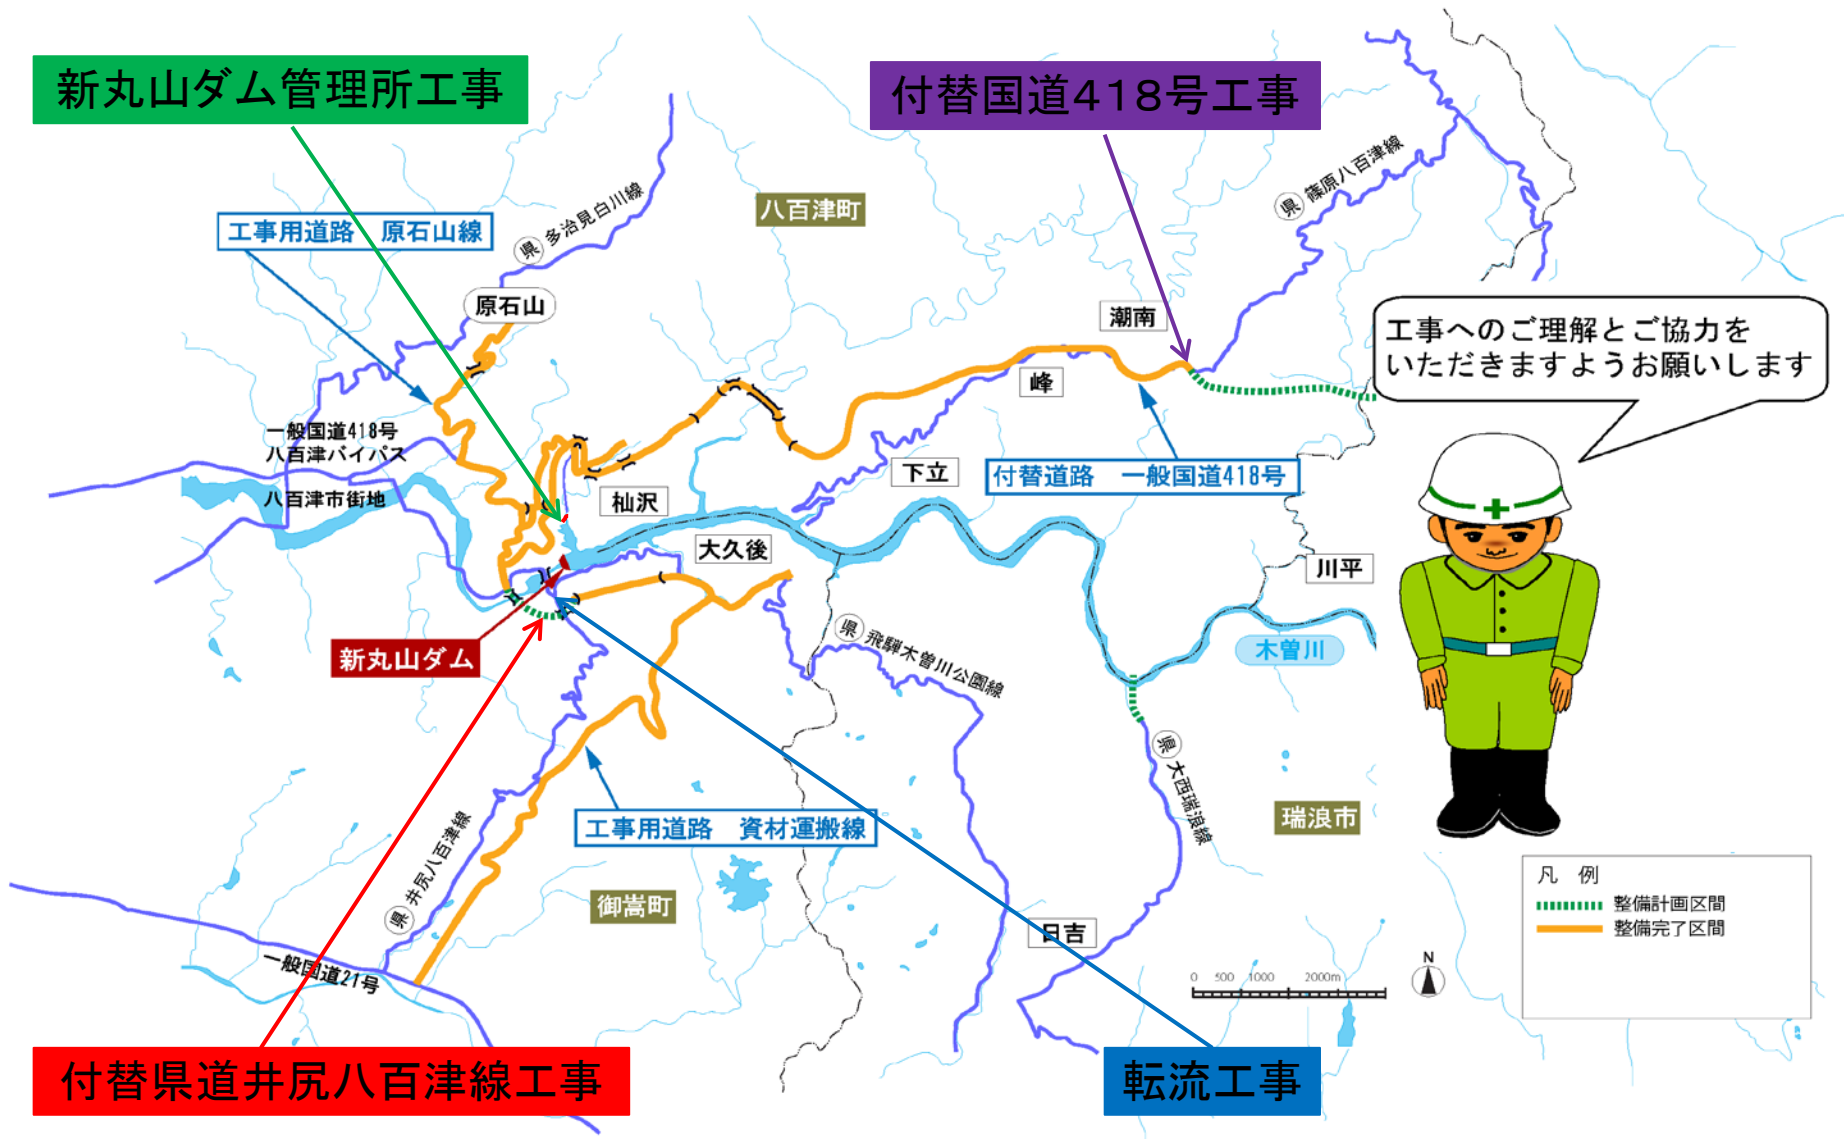 新丸山ダム管理所工事
付替国道418号工事
八百津町
県 篠原八百津線
県 多治見白川線
工事用道路　原石山線
原石山
潮南
工事へのご理解とご協力を
いただきますようお願いします
峰
一般国道418号
八百津バイパス
下立
付替道路　一般国道418号
八百津市街地
杣沢
大久後
川平
県 飛騨木曽川公園線
木曽川
新丸山ダム
県 大西瑞浪線
工事用道路　資材運搬線
瑞浪市
県 井尻八百津線
御嵩町
凡　例
整備計画区間
整備完了区間
日吉
一般国道21号
0 500 1000 2000m
N
付替県道井尻八百津線工事
転流工事